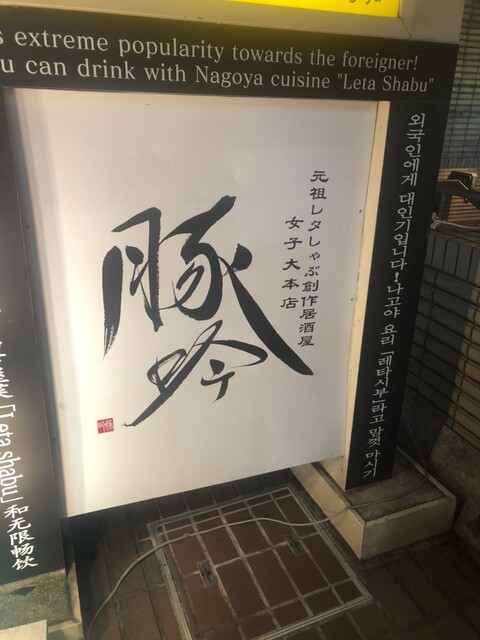 s extreme popularity towards the foreigner!
u can drink with Nagoya cuisine "Leta Shabu"
元祖レタしゃぶ創作居酒屋
女子大本店
豚吟
외국인에게 대인기입니다!나고야 요리 「레타시부」라고 맘껏 마시기
「Leta shabu」和无限畅饮